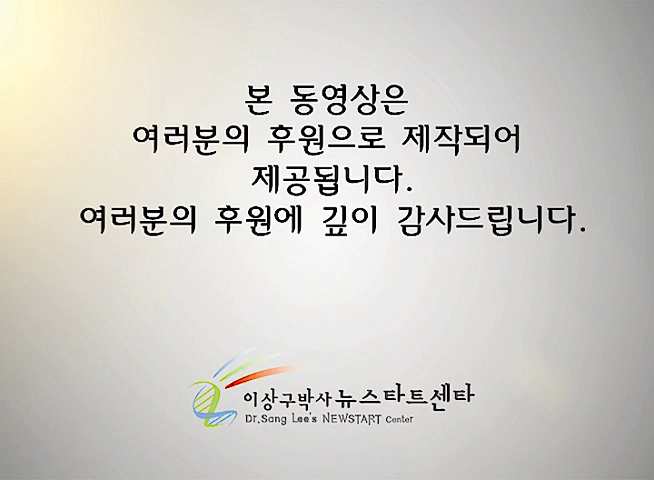 본 동영상은
여러분의 후원으로 제작되어
제공됩니다.
여러분의 후원에 깊이 감사드립니다.
이상구박사 뉴스타트센타
Dr.Sang Lee's NEWSTART Center